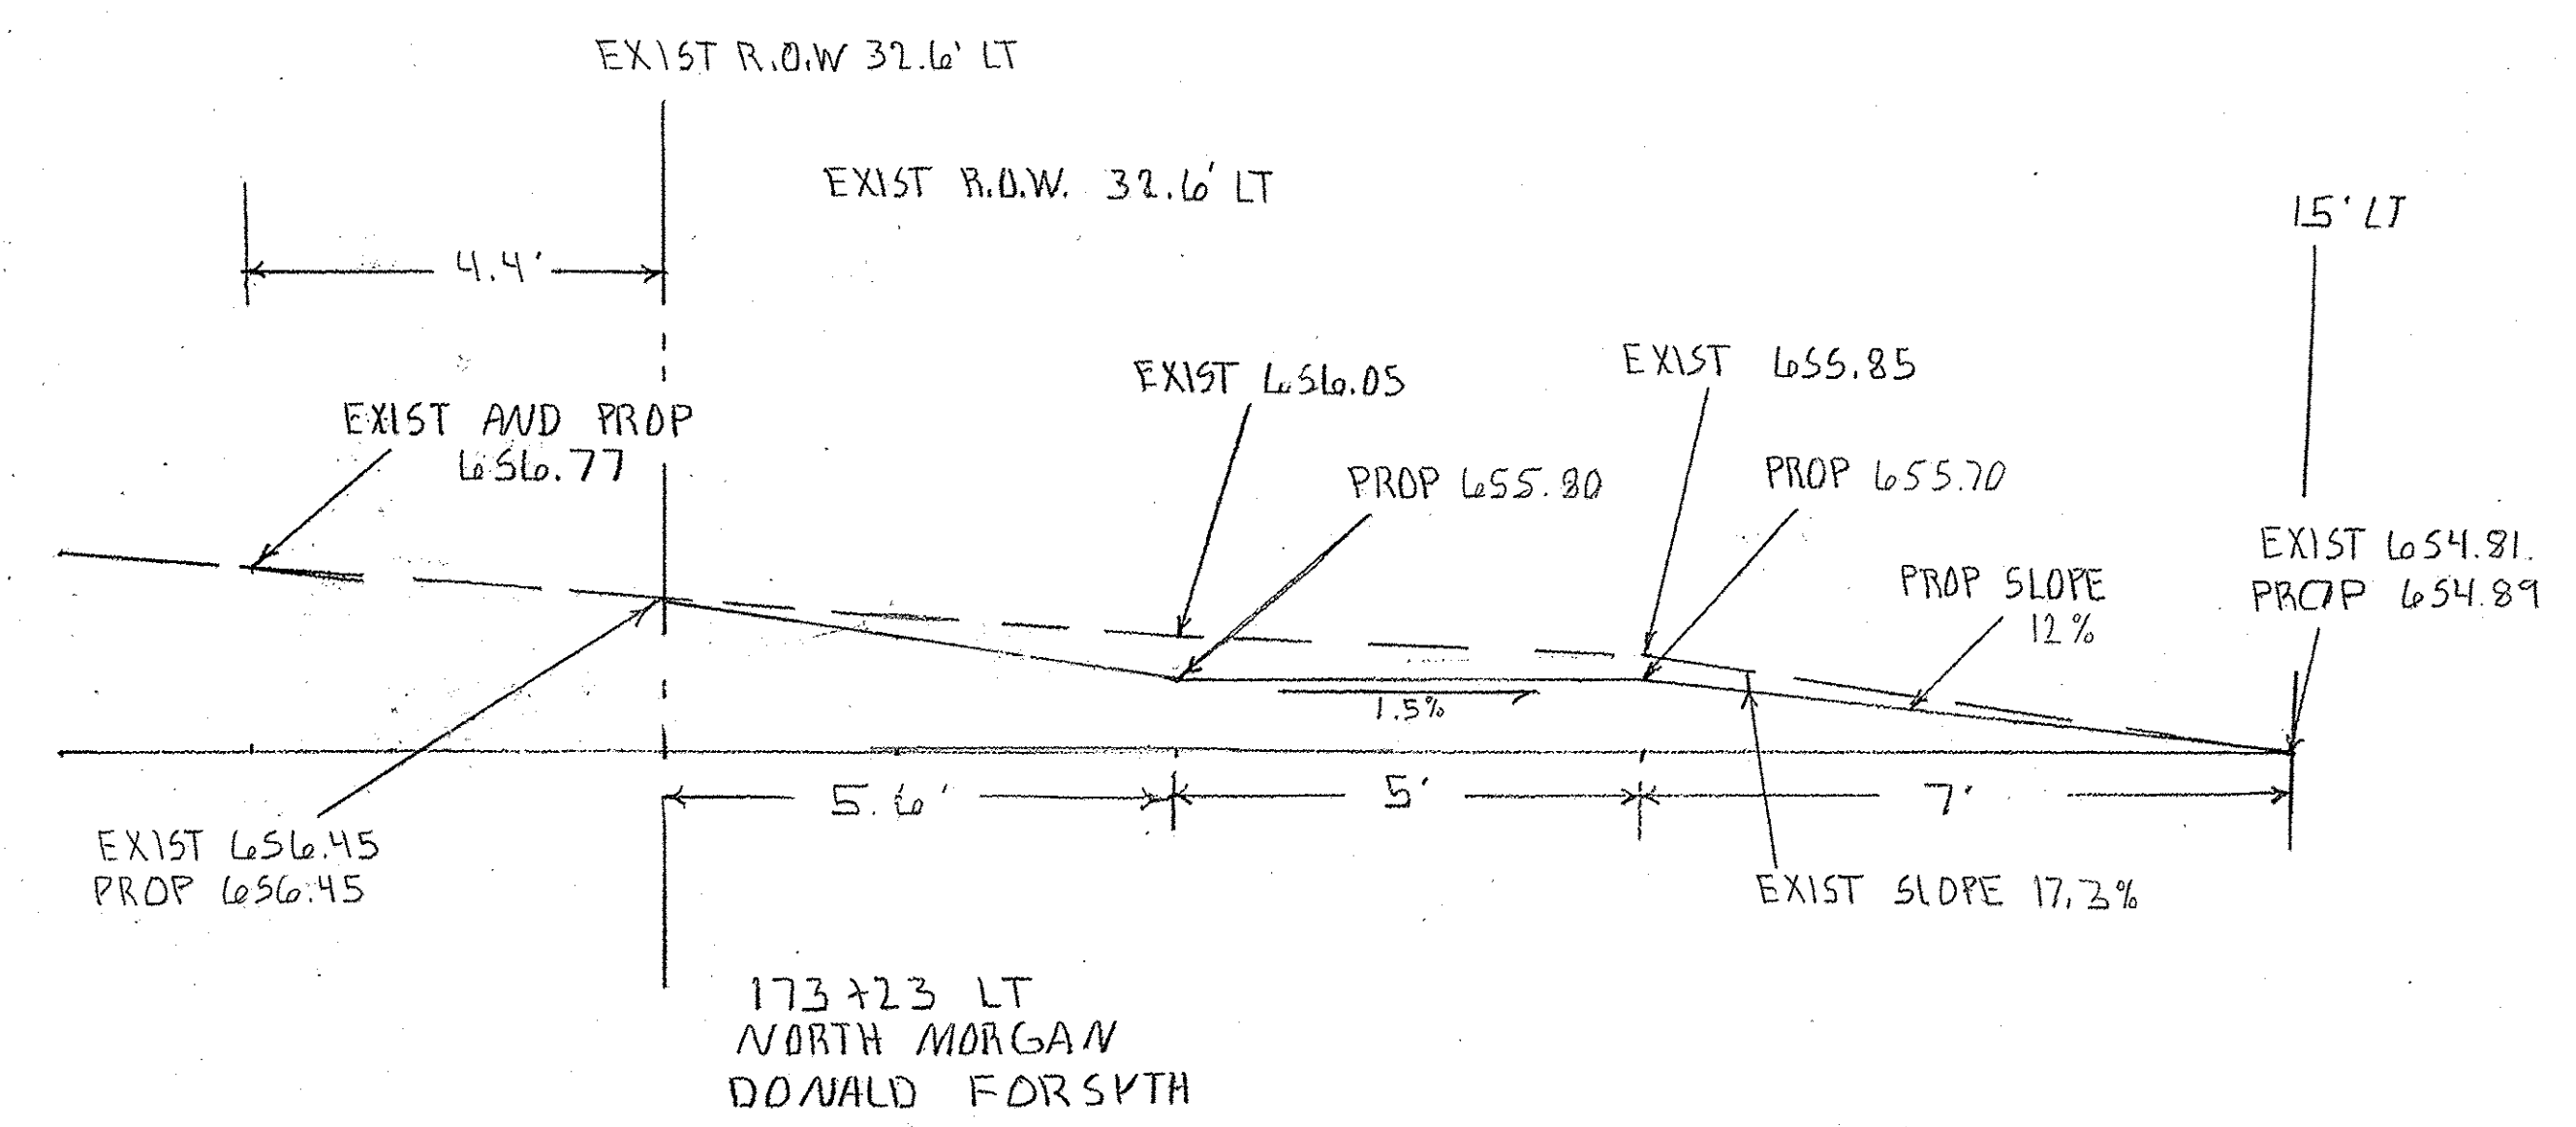 EXIST R.O.W 32.6' LT
EXIST R.O.W. 32.6' LT
15' LT
4.4'
EXIST 656.05
EXIST 655.85
EXIST AND PROP
656.77
PROP 655.80
PROP 655.70
EXIST 654.81
PROP 654.89
PROP SLOPE
12%
1.5%
5.6'
5'
7'
EXIST 656.45
PROP 656.45
EXIST SLOPE 17.3%
173+23 LT
NORTH MORGAN
DONALD FORSYTH